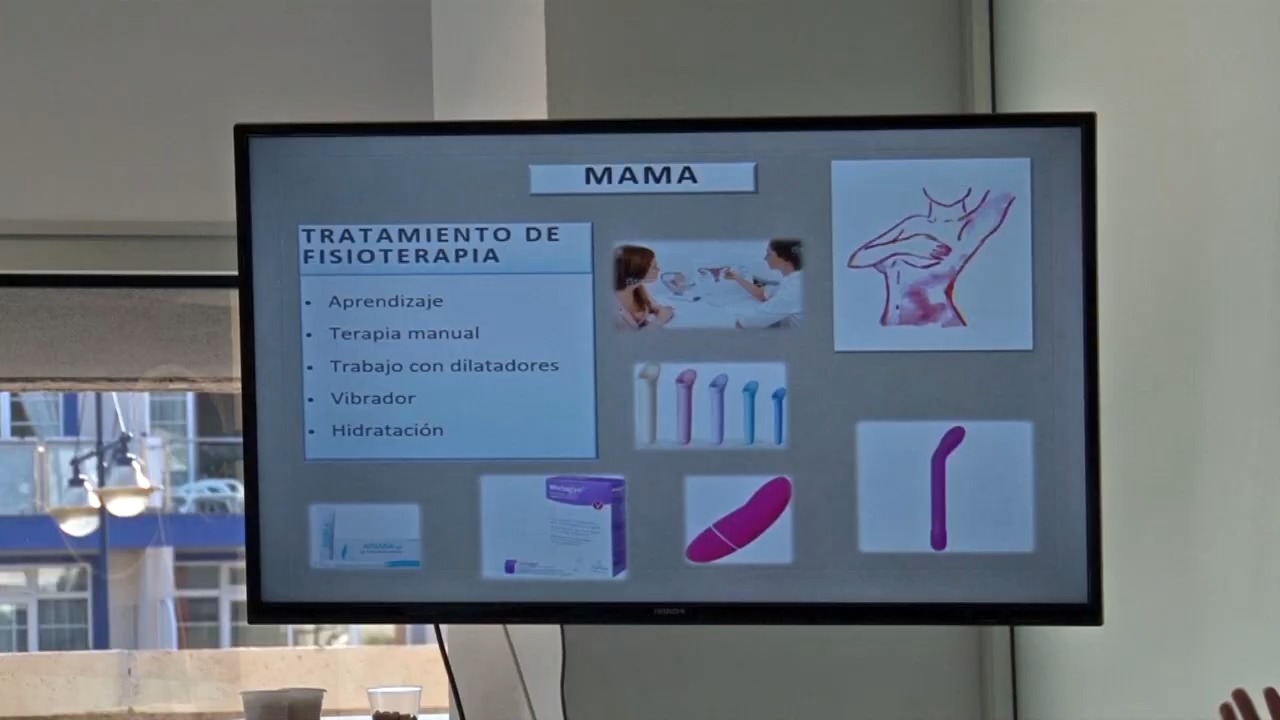 MAMA
TRATAMIENTO DE
FISIOTERAPIA
• Aprendizaje
• Terapia manual
• Trabajo con dilatadores
• Vibrador
• Hidratación